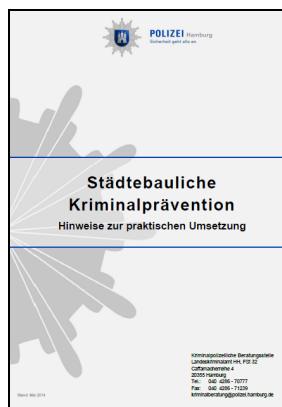 POLIZEI Hamburg
Sicherheit geht alle an
Städtebauliche
Kriminalprävention
Hinweise zur praktischen Umsetzung
Kriminalpolizeiliche Beratungsstelle
Landeskriminalamt HH, FSt 32
Caffamacherreihe 4
20355 Hamburg
Tel.: 040 4286 - 70777
Fax: 040 4286 - 71239
kriminalberatung@polizei.hamburg.de
Stand: Mai 2014